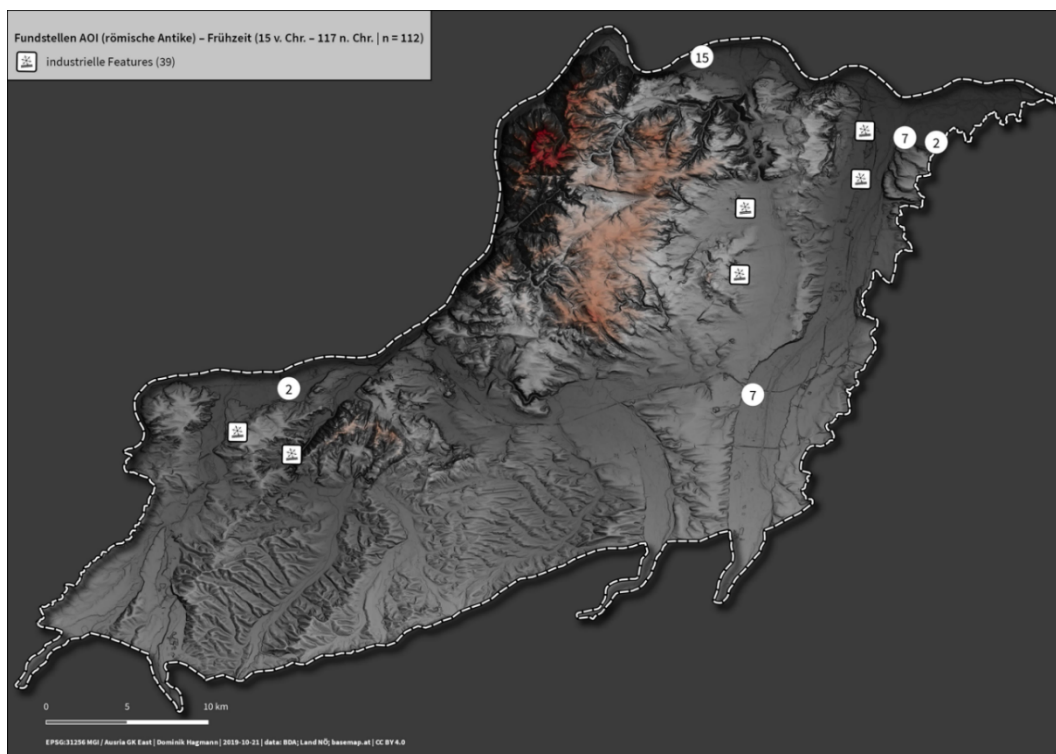 Fundstellen AOI (römische Antike) – Frühzeit (15 v. Chr. – 117 n. Chr. | n = 112)
industrielle Features (39)
15
7
2
2
7
0
5
10 km
EPSG:31256 MGI / Ausria GK East | Dominik Hagmann | 2019-10-21 | data: BDA; Land NÖ; basemap.at | CC BY 4.0